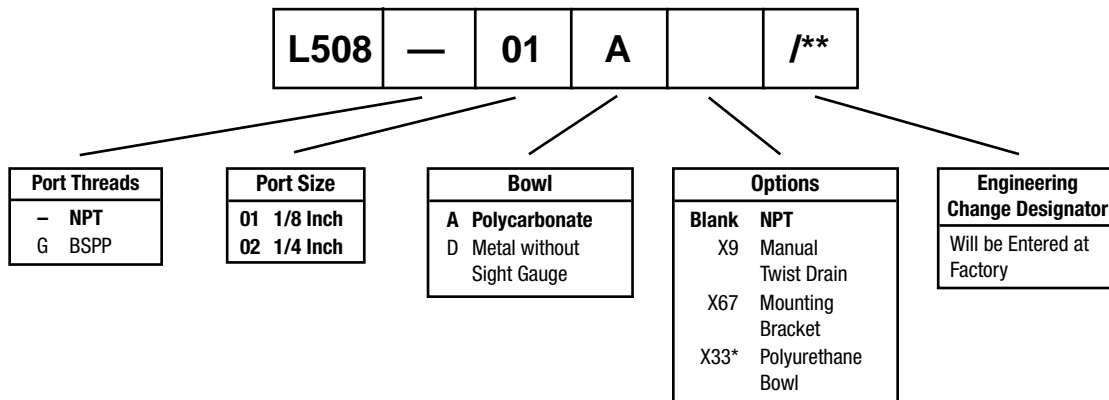 L508 — 01 A /**
Port Threads
– NPT
G BSPP
Port Size
01 1/8 Inch
02 1/4 Inch
Bowl
A Polycarbonate
D Metal without
Sight Gauge
Options
Blank NPT
X9 Manual
Twist Drain
X67 Mounting
Bracket
X33* Polyurethane
Bowl
Engineering
Change Designator
Will be Entered at
Factory